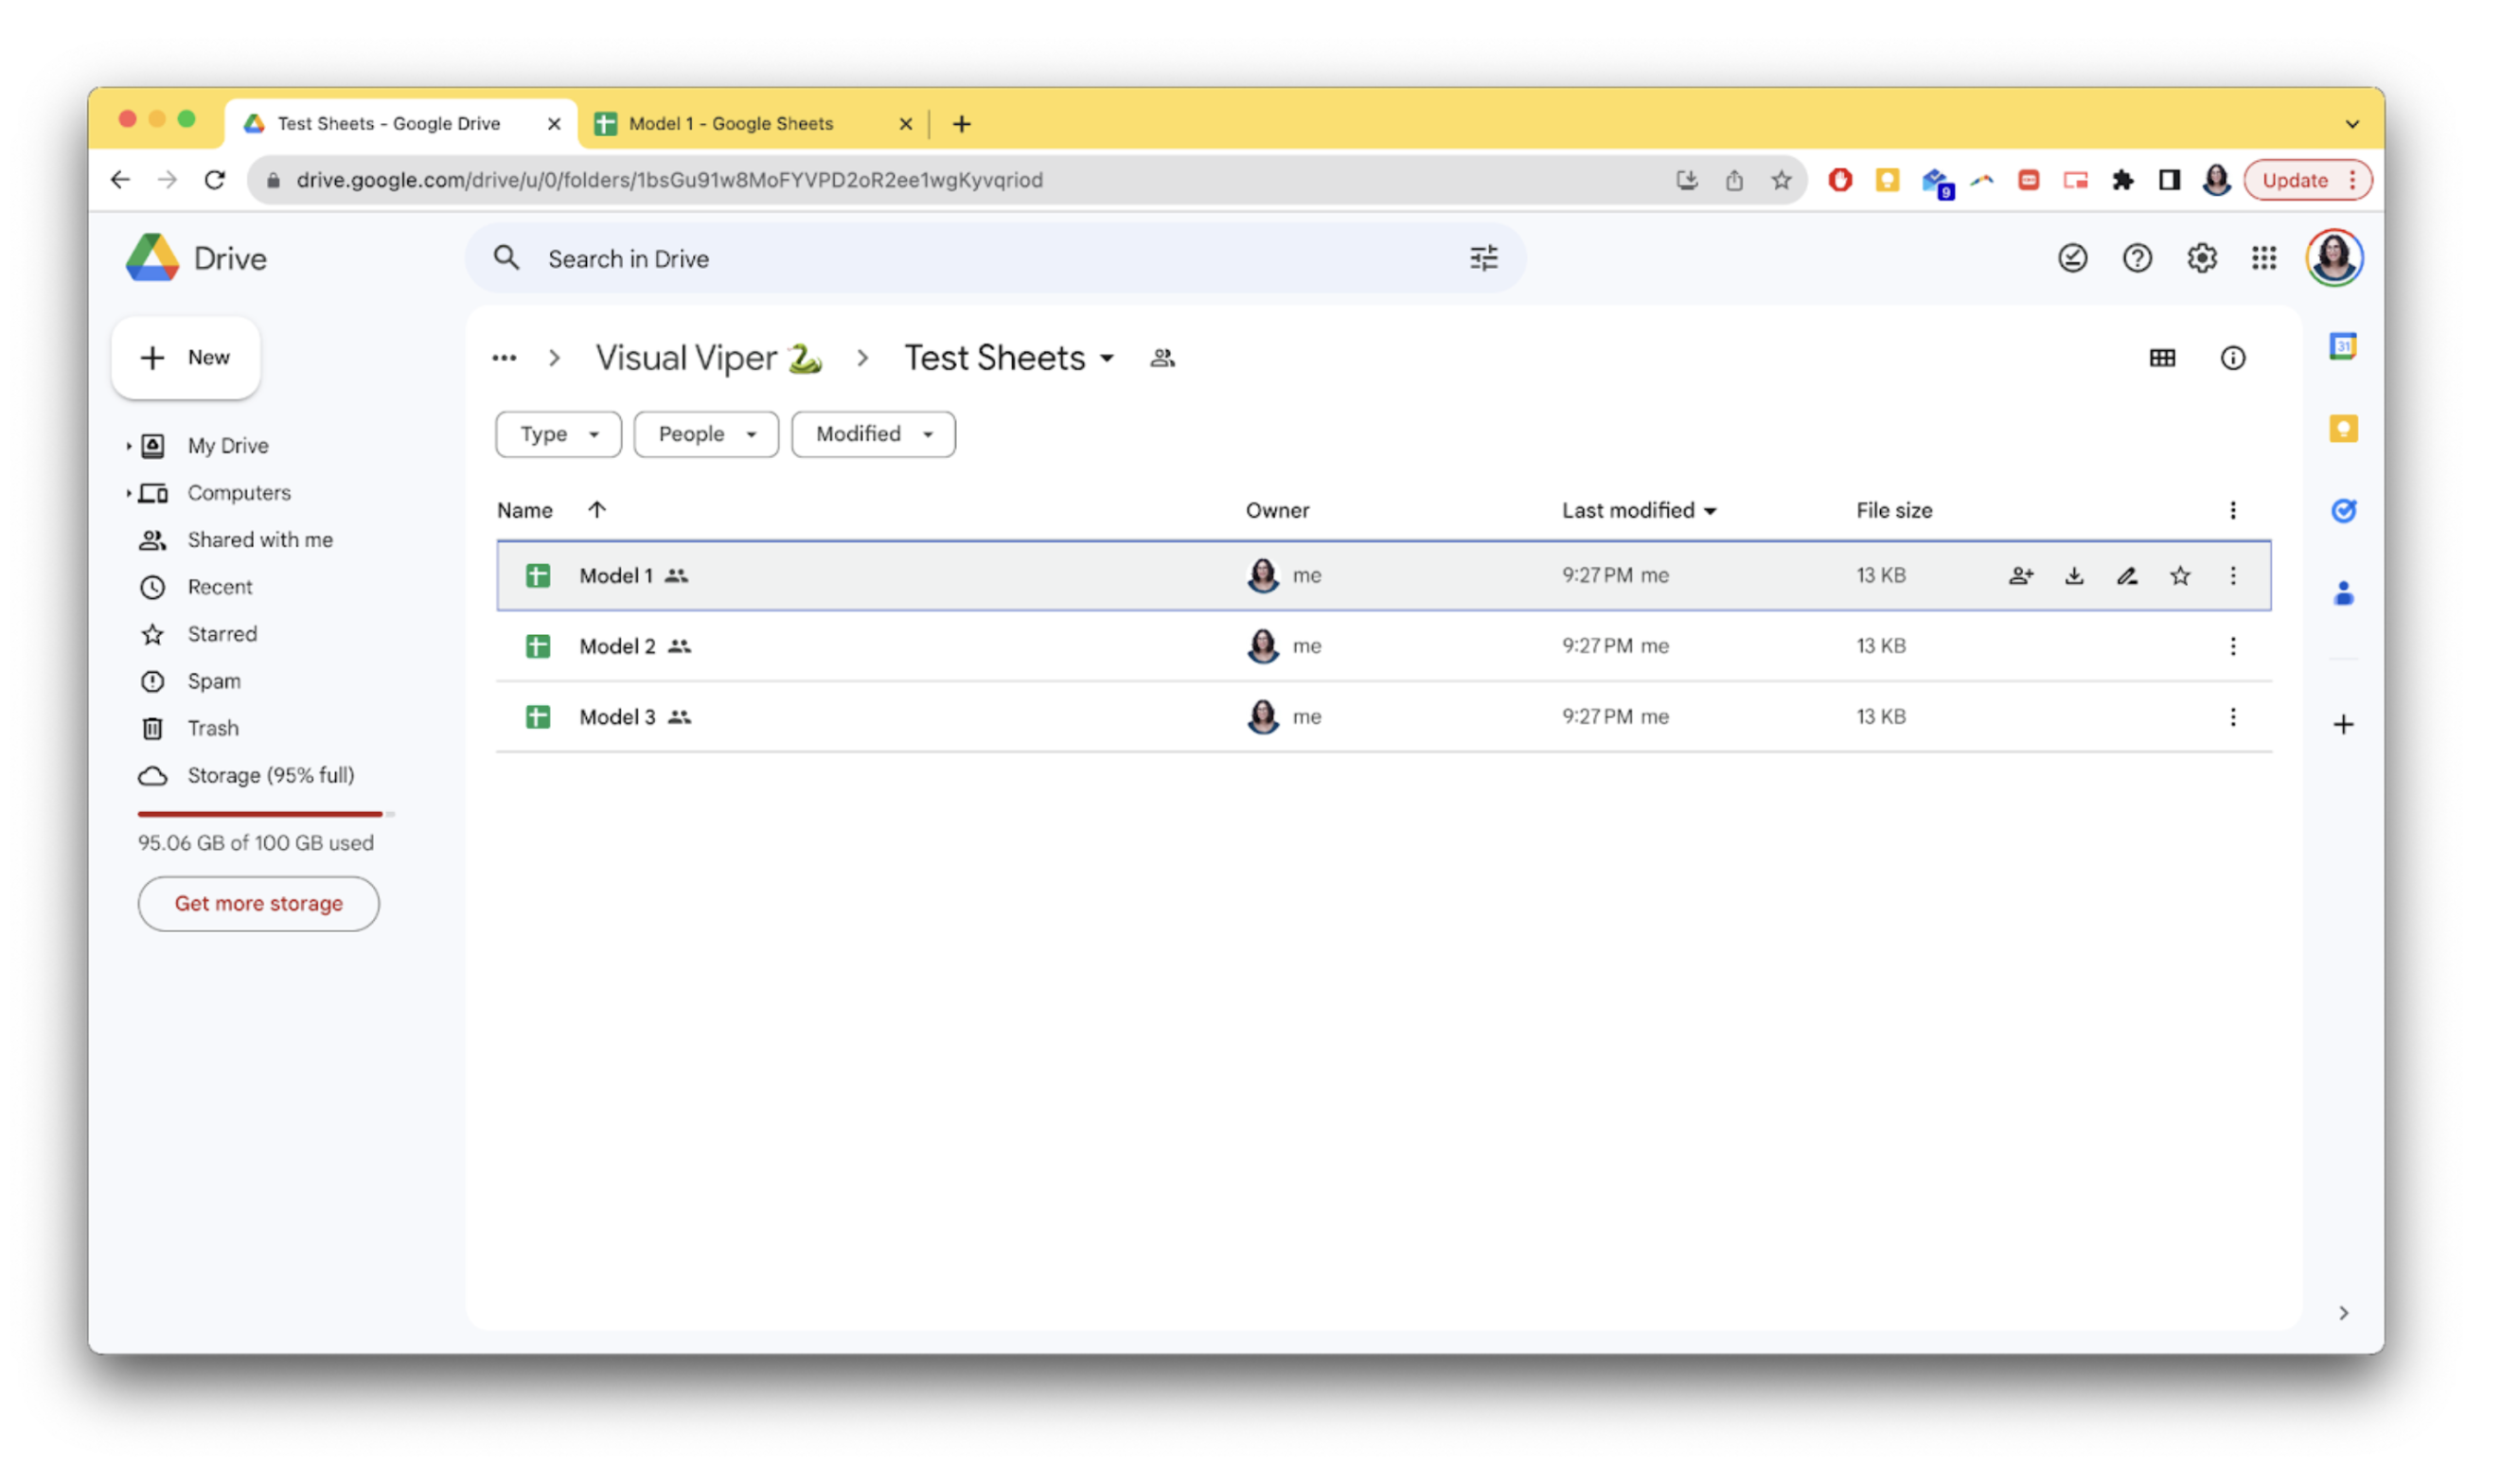 Test Sheets - Google Drive
Model 1 - Google Sheets
drive.google.com/drive/u/0/folders/1bsGu91w8MoFYVPD2oR2ee1wgKyvqriod
9
Update
Drive
Search in Drive
New
Visual Viper 🐍 > Test Sheets
31
Type
People
Modified
My Drive
Computers
Shared with me
Recent
Starred
Spam
Trash
Storage (95% full)
95.06 GB of 100 GB used
Get more storage
Name Owner Last modified File size
Model 1 me 9:27 PM me 13 KB
Model 2 me 9:27 PM me 13 KB
Model 3 me 9:27 PM me 13 KB